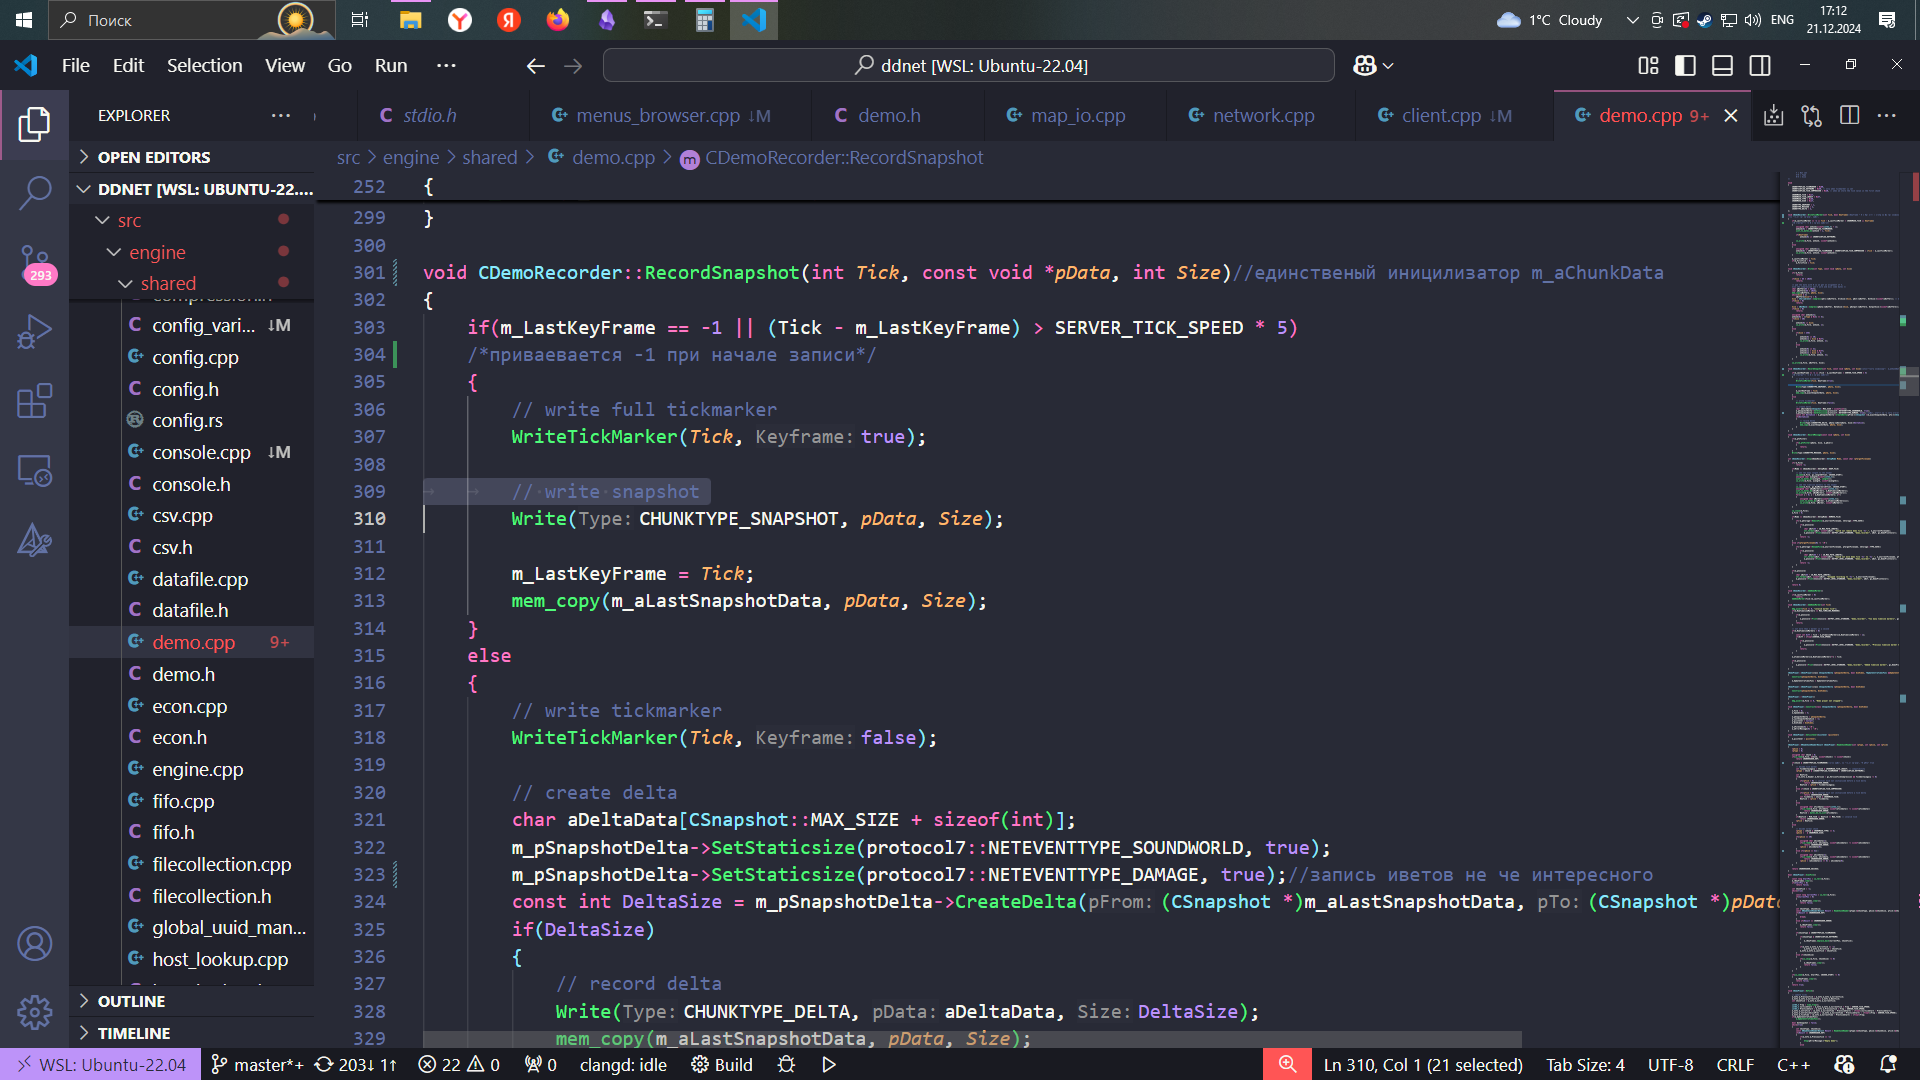 Поиск
1°C Cloudy
ENG
17:12
21.12.2024
File Edit Selection View Go Run ···
ddnet [WSL: Ubuntu-22.04]
EXPLORER ···
stdio.h
menus_browser.cpp ↓M
demo.h
map_io.cpp
network.cpp
client.cpp ↓M
demo.cpp 9+
src > engine > shared > demo.cpp > CDemoRecorder::RecordSnapshot
OPEN EDITORS
DDNET [WSL: UBUNTU-22....
src
engine
shared
293
config_vari... ↓M
config.cpp
config.h
config.rs
console.cpp ↓M
console.h
csv.cpp
csv.h
datafile.cpp
datafile.h
demo.cpp 9+
demo.h
econ.cpp
econ.h
engine.cpp
fifo.cpp
fifo.h
filecollection.cpp
filecollection.h
global_uuid_man...
host_lookup.cpp
OUTLINE
TIMELINE
252 {
299 }
300
301 void CDemoRecorder::RecordSnapshot(int Tick, const void *pData, int Size)//единственый иницилизатор m_aChunkData
302 {
303 if(m_LastKeyFrame == -1 || (Tick - m_LastKeyFrame) > SERVER_TICK_SPEED * 5)
304 /*приваевается -1 при начале записи*/
305 {
306 // write full tickmarker
307 WriteTickMarker(Tick, Keyframe: true);
308
309 // write snapshot
310 Write(Type: CHUNKTYPE_SNAPSHOT, pData, Size);
311
312 m_LastKeyFrame = Tick;
313 mem_copy(m_aLastSnapshotData, pData, Size);
314 }
315 else
316 {
317 // write tickmarker
318 WriteTickMarker(Tick, Keyframe: false);
319
320 // create delta
321 char aDeltaData[CSnapshot::MAX_SIZE + sizeof(int)];
322 m_pSnapshotDelta->SetStaticsize(protocol7::NETEVENTTYPE_SOUNDWORLD, true);
323 m_pSnapshotDelta->SetStaticsize(protocol7::NETEVENTTYPE_DAMAGE, true);//запись иветов не че интересного
324 const int DeltaSize = m_pSnapshotDelta->CreateDelta(pFrom: (CSnapshot *)m_aLastSnapshotData, pTo: (CSnapshot *)pData
325 if(DeltaSize)
326 {
327 // record delta
328 Write(Type: CHUNKTYPE_DELTA, pData: aDeltaData, Size: DeltaSize);
329 mem_copy(m_aLastSnapshotData, pData, Size);
WSL: Ubuntu-22.04 master*+ 203↓ 1↑ 22 0 0 clangd: idle Build Ln 310, Col 1 (21 selected) Tab Size: 4 UTF-8 CRLF C++